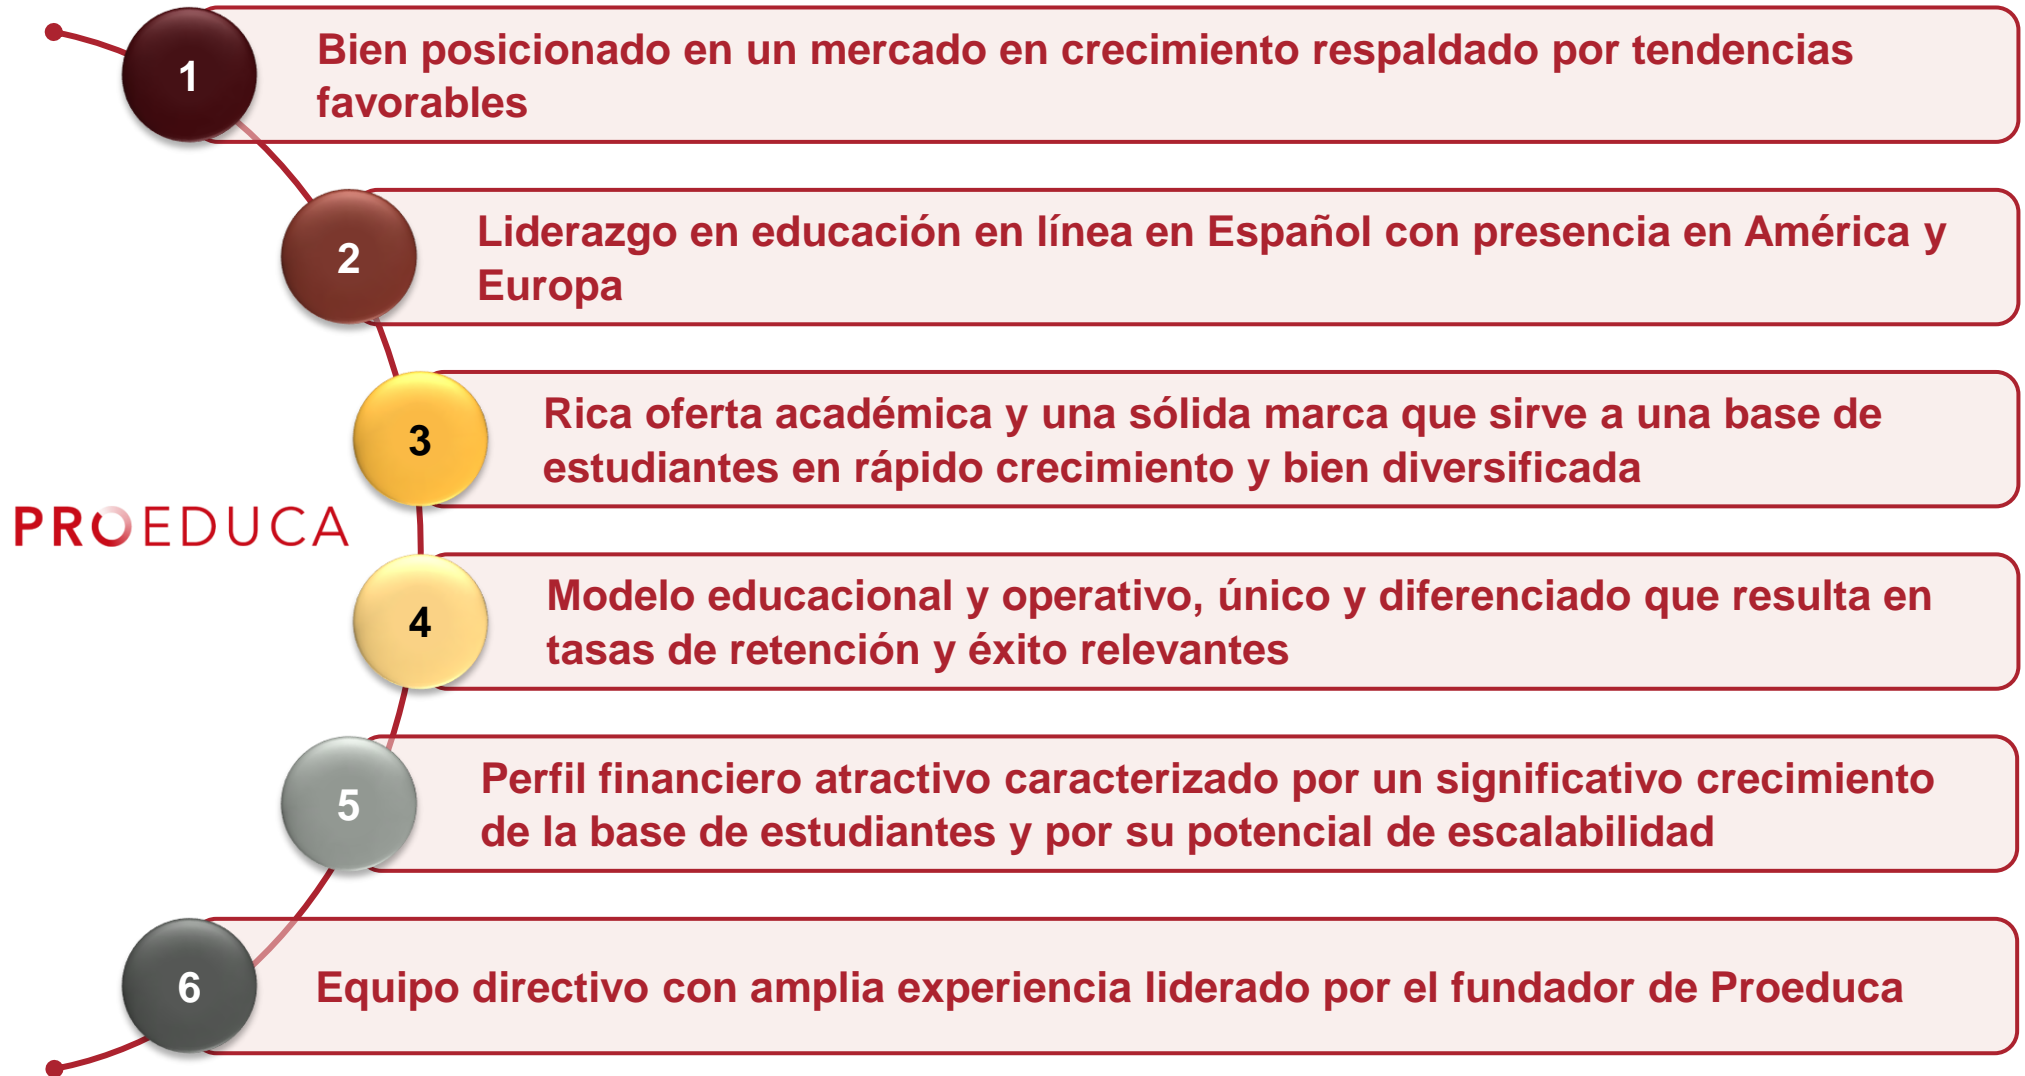 1
Bien posicionado en un mercado en crecimiento respaldado por tendencias
favorables
2
Liderazgo en educación en línea en Español con presencia en América y
Europa
3
Rica oferta académica y una sólida marca que sirve a una base de
estudiantes en rápido crecimiento y bien diversificada
PROEDUCA
4
Modelo educacional y operativo, único y diferenciado que resulta en
tasas de retención y éxito relevantes
5
Perfil financiero atractivo caracterizado por un significativo crecimiento
de la base de estudiantes y por su potencial de escalabilidad
6
Equipo directivo con amplia experiencia liderado por el fundador de Proeduca